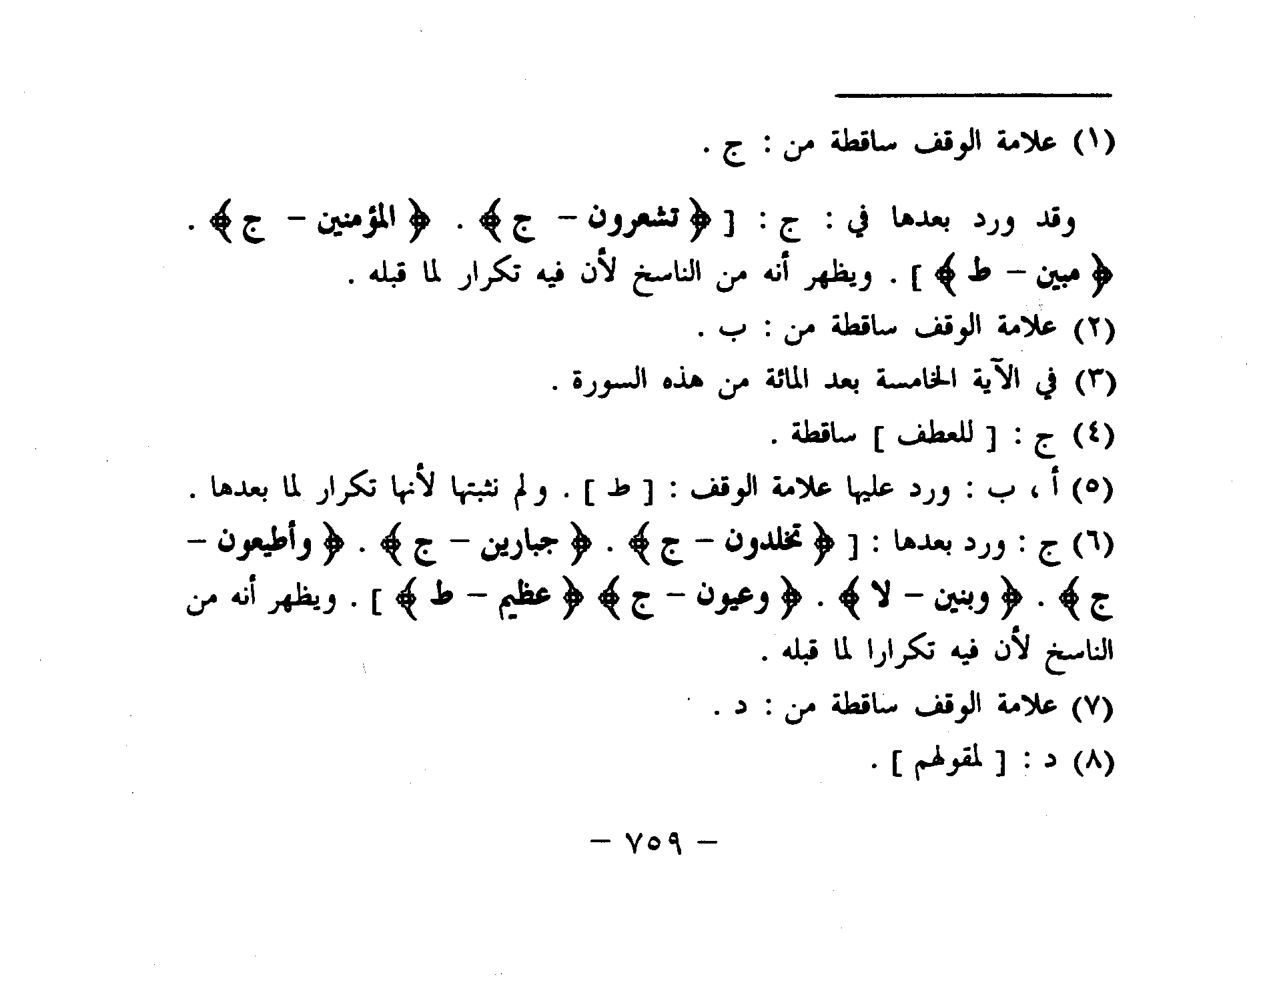 (١) علامة الوقف ساقطة من : ج .
وقد ورد بعدها في : ج : [ ﴿ تشعرون – ج ﴾ . ﴿ المؤمنين – ج ﴾ .
﴿ مبين – ط ﴾ ] . ويظهر أنه من الناسخ لأن فيه تكرار لما قبله .
(٢) علامة الوقف ساقطة من : ب .
(٣) في الآية الخامسة بعد المائة من هذه السورة .
(٤) ج : [ للعطف ] ساقطة .
(٥) أ ، ب : ورد عليها علامة الوقف : [ ط ] . ولم نثبتها لأنها تكرار لما بعدها .
(٦) ج : ورد بعدها : [ ﴿ تخلدون – ج ﴾ . ﴿ جبارين – ج ﴾ . ﴿ وأطيعون –
ج ﴾ . ﴿ وبنين – لا ﴾ . ﴿ وعيون – ج ﴾ ﴿ عظيم – ط ﴾ ] . ويظهر أنه من
الناسخ لأن فيه تكرارا لما قبله .
(٧) علامة الوقف ساقطة من : د .
(٨) د : [ لمقولهم ] .
– ٧٥٩ –